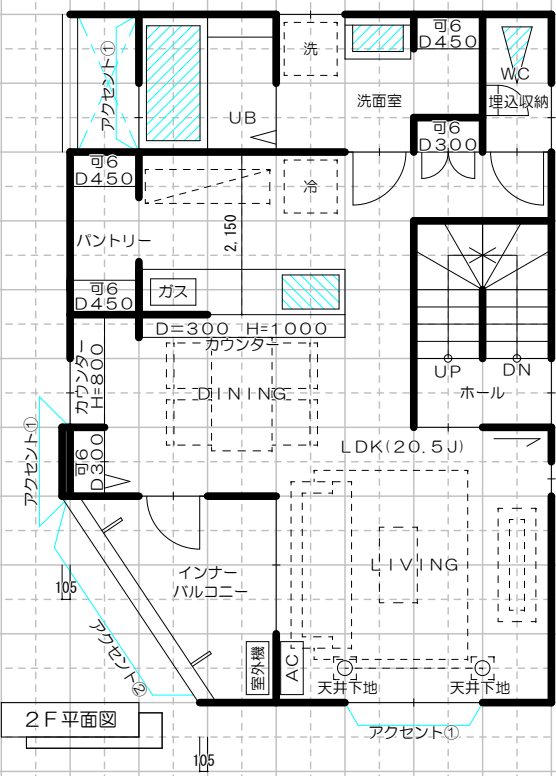 可6
D450
アクセント①
洗
WC
洗面室
埋込収納
UB
可6
D300
可6
D450
冷
パントリー
2,150
可6
D450
ガス
D=300 H=1000
カウンター
カウンター
H=800
DINING
UP
DN
ホール
アクセント①
可6
D300
LDK(20.5J)
LIVING
インナー
バルコニー
105
アクセント②
室外機
AC
天井下地
天井下地
2F平面図
アクセント①
105